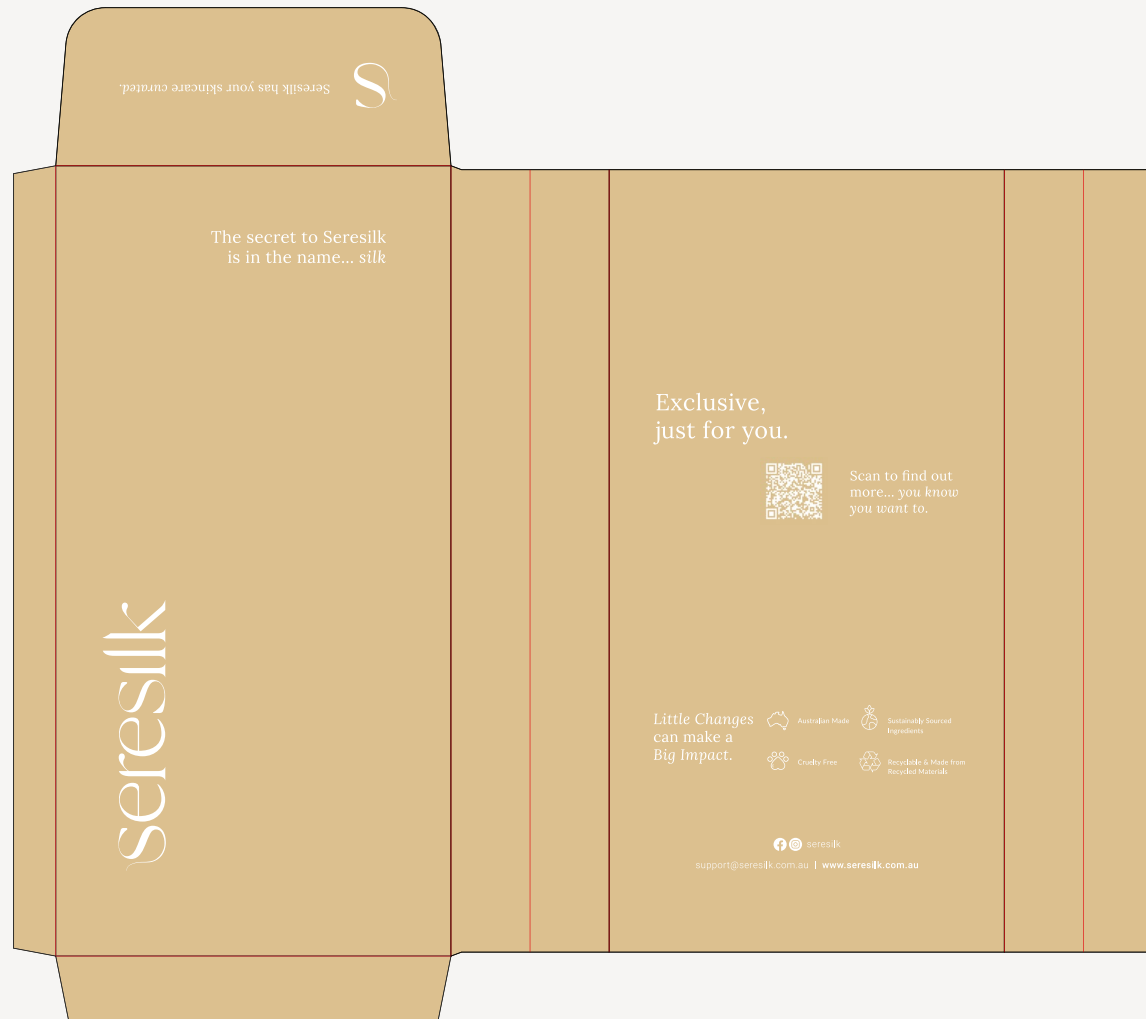 Seresilk has your skincare curated.
S
The secret to Seresilk
is in the name... silk
seresilk
Exclusive,
just for you.
Scan to find out
more... you know
you want to.
Little Changes
can make a
Big Impact.
Australian Made
Sustainably Sourced
Ingredients
Cruelty Free
Recyclable & Made from
Recycled Materials
seresilk
support@seresilk.com.au | www.seresilk.com.au